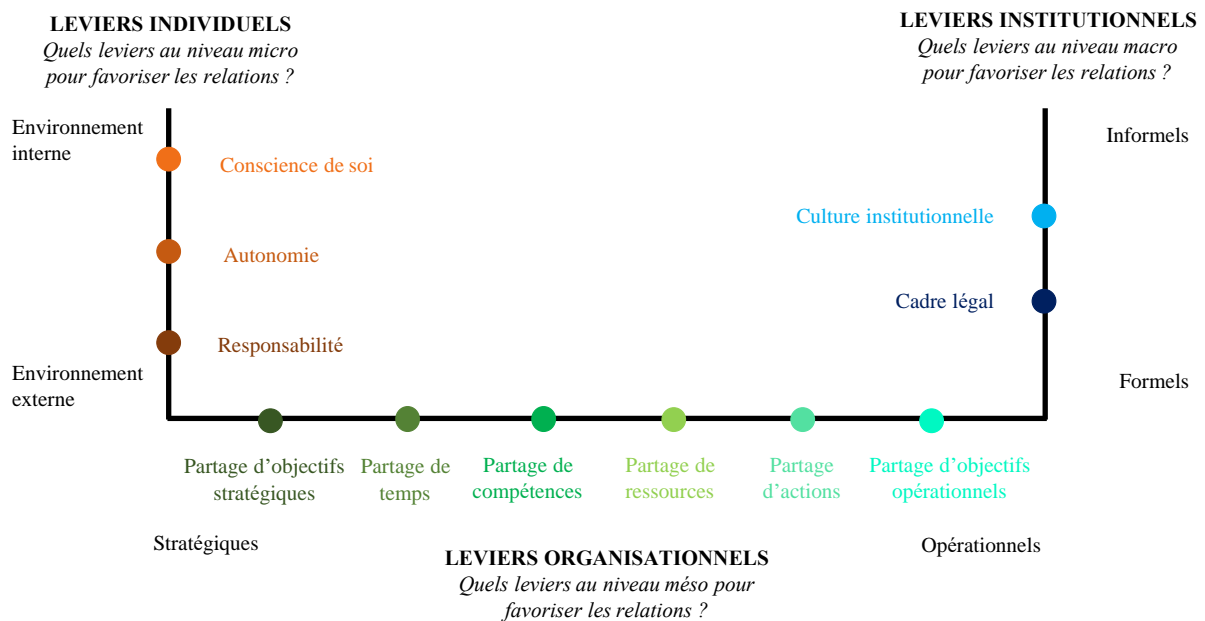 LEVIERS INDIVIDUELS
Quels leviers au niveau micro
pour favoriser les relations ?
LEVIERS INSTITUTIONNELS
Quels leviers au niveau macro
pour favoriser les relations ?
Environnement
interne
Informels
Conscience de soi
Culture institutionnelle
Autonomie
Cadre légal
Responsabilité
Environnement
externe
Formels
Partage d’objectifs
stratégiques
Partage de
temps
Partage de
compétences
Partage de
ressources
Partage
d’actions
Partage d’objectifs
opérationnels
Stratégiques
Opérationnels
LEVIERS ORGANISATIONNELS
Quels leviers au niveau méso pour
favoriser les relations ?